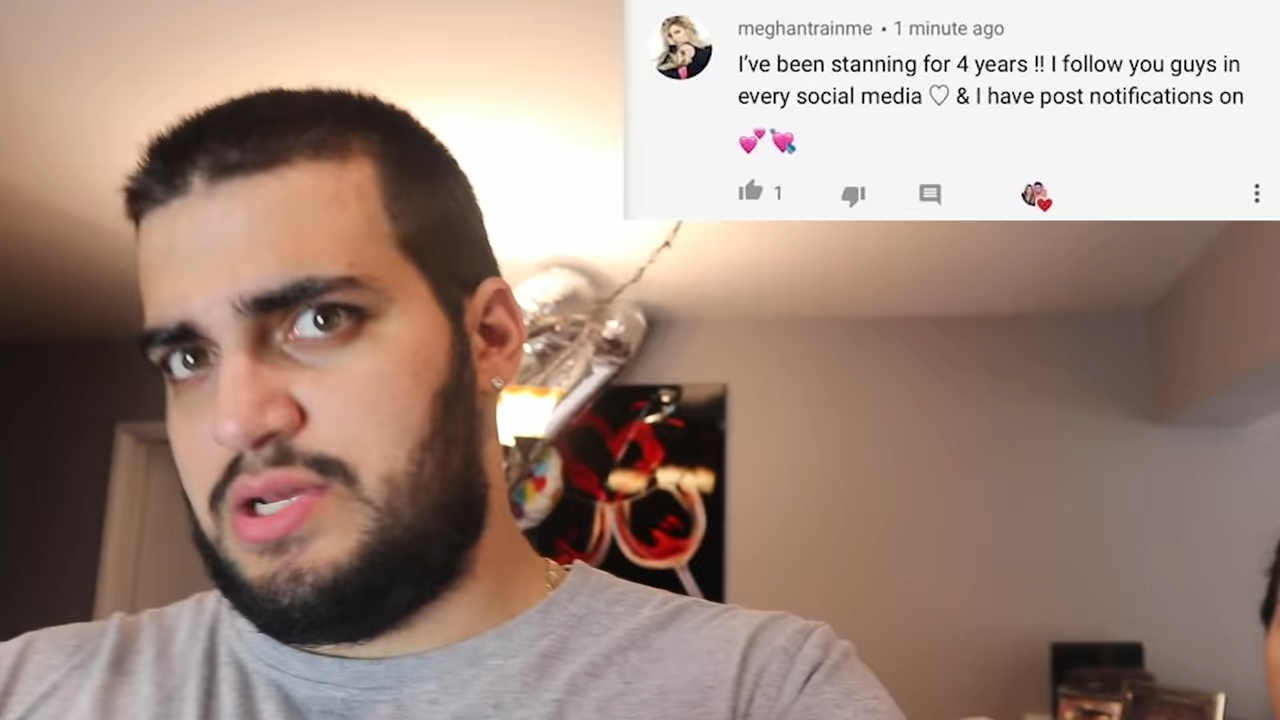 meghantrainme • 1 minute ago
I've been stanning for 4 years !! I follow you guys in
every social media ♡ & I have post notifications on
💕💘
1